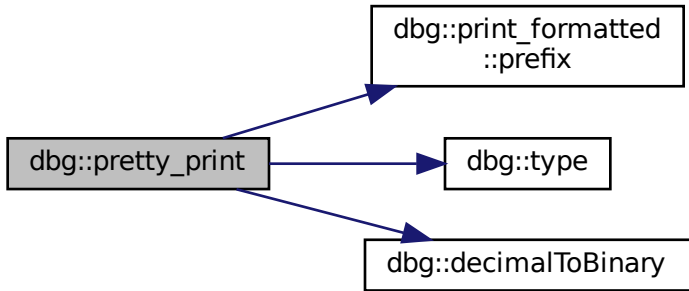 dbg::print_formatted
::prefix
dbg::pretty_print
dbg::type
dbg::decimalToBinary